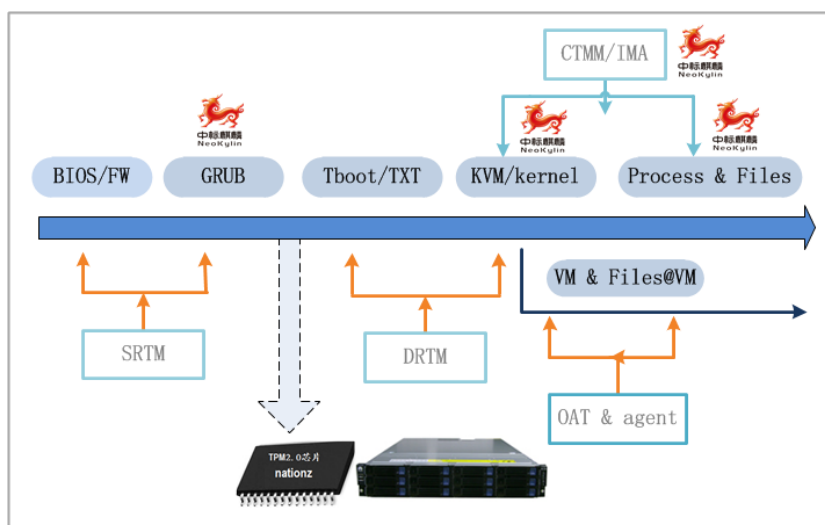 CTMM/IMA
中标麒麟
NeoKylin
中标麒麟
NeoKylin
中标麒麟
NeoKylin
中标麒麟
NeoKylin
BIOS/FW
GRUB
Tboot/TXT
KVM/kernel
Process & Files
VM & Files@VM
SRTM
DRTM
OAT & agent
TPM2.0芯片
nationz